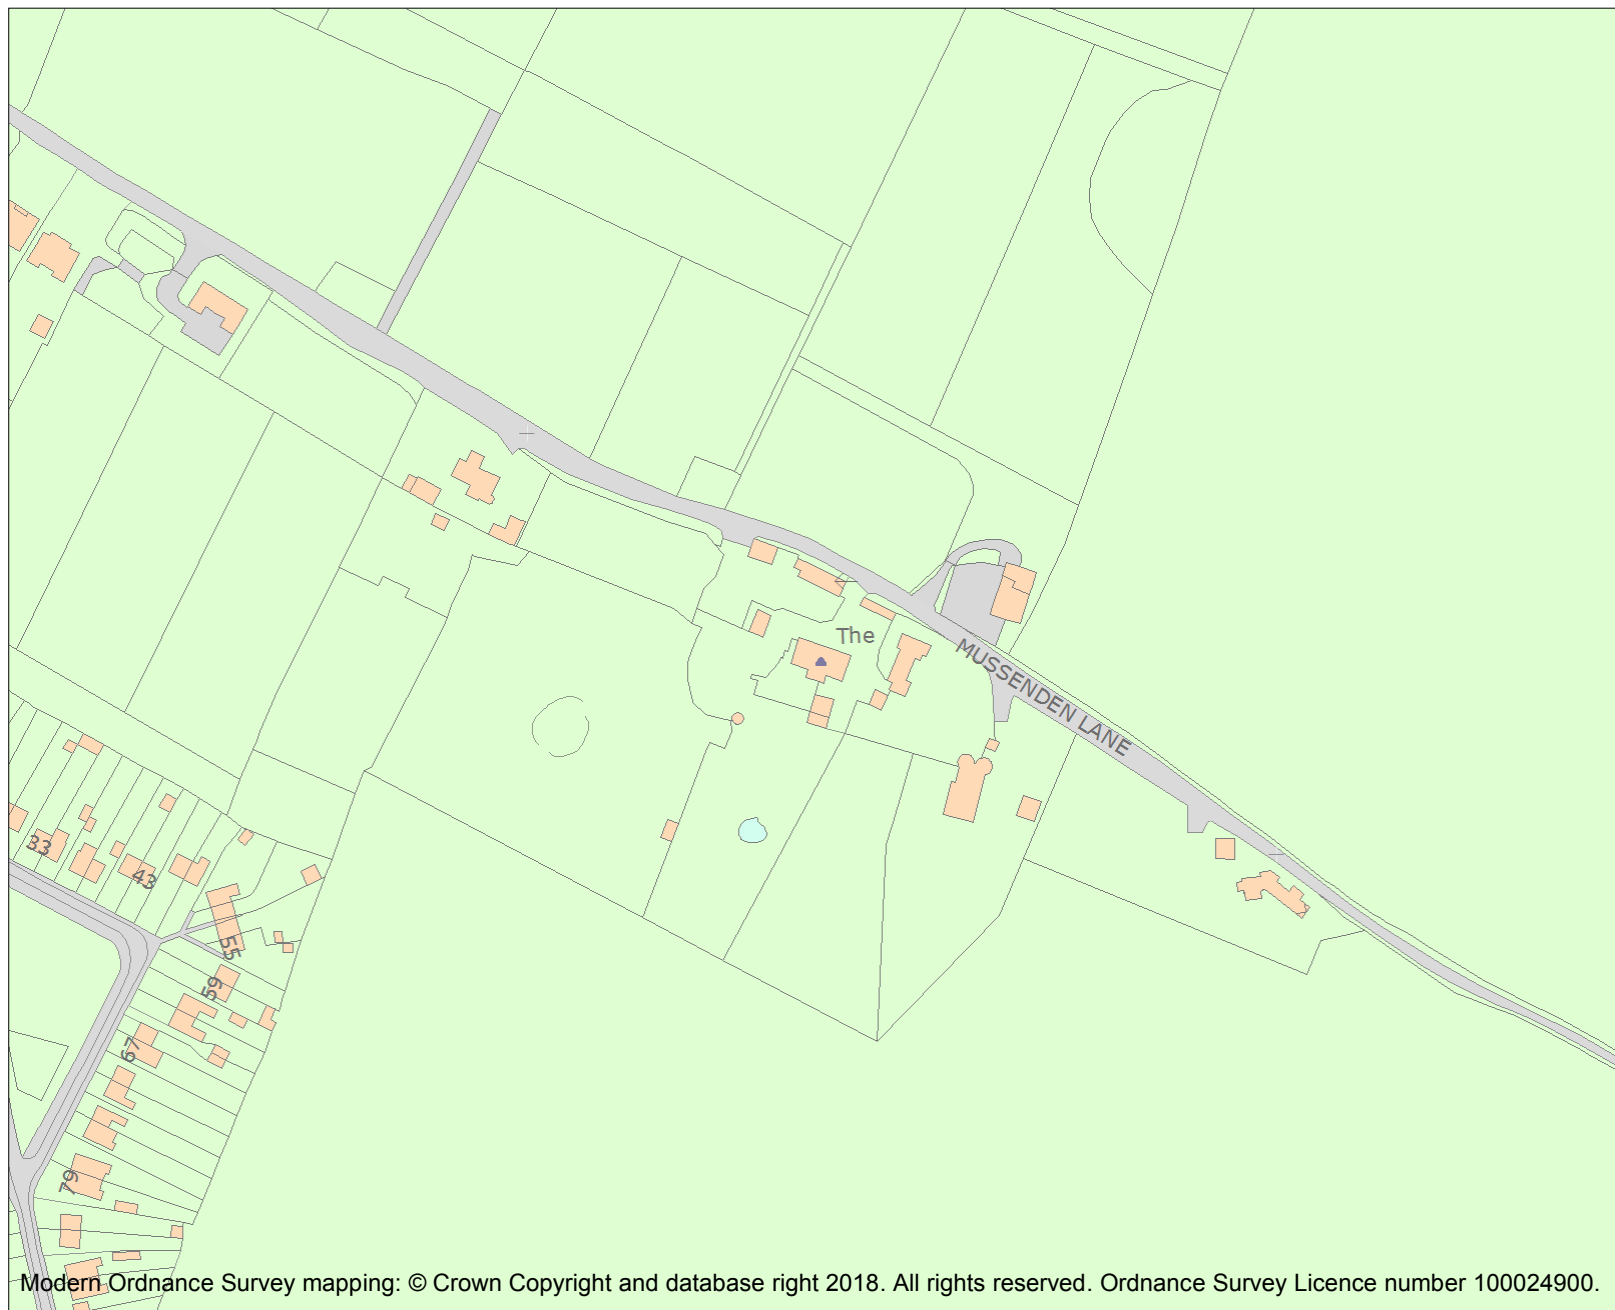 The
MUSSENDEN LANE
33
43
55
59
67
79
Modern Ordnance Survey mapping: © Crown Copyright and database right 2018. All rights reserved. Ordnance Survey Licence number 100024900.